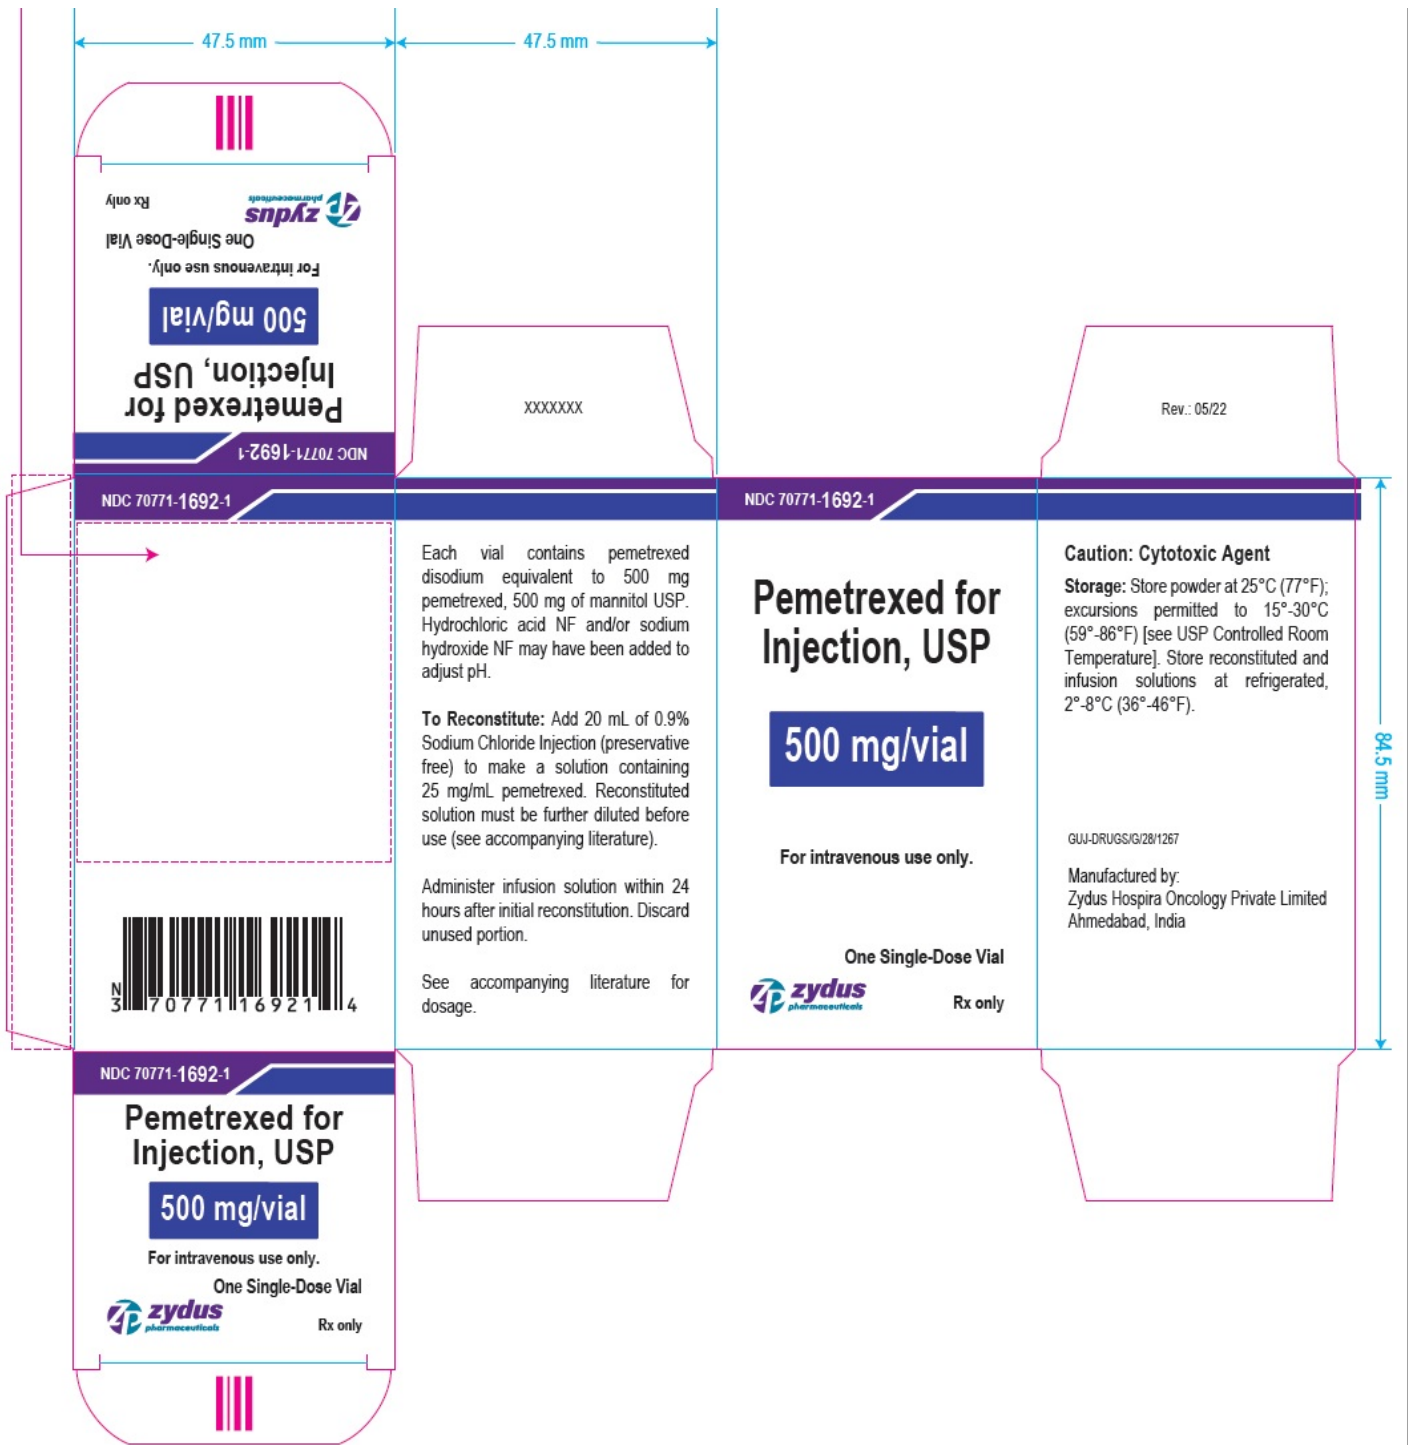 47.5 mm
47.5 mm
Rx only
zydus
pharmaceuticals
One Single-Dose Vial
For intravenous use only.
500 mg/vial
Pemetrexed for
Injection, USP
NDC 70771-1692-1
XXXXXXX
Rev.: 05/22
NDC 70771-1692-1
Each vial contains pemetrexed
disodium equivalent to 500 mg
pemetrexed, 500 mg of mannitol USP.
Hydrochloric acid NF and/or sodium
hydroxide NF may have been added to
adjust pH.
To Reconstitute: Add 20 mL of 0.9%
Sodium Chloride Injection (preservative
free) to make a solution containing
25 mg/mL pemetrexed. Reconstituted
solution must be further diluted before
use (see accompanying literature).
Administer infusion solution within 24
hours after initial reconstitution. Discard
unused portion.
See accompanying literature for
dosage.
NDC 70771-1692-1
Pemetrexed for
Injection, USP
500 mg/vial
For intravenous use only.
One Single-Dose Vial
zydus
pharmaceuticals
Rx only
Caution: Cytotoxic Agent
Storage: Store powder at 25°C (77°F);
excursions permitted to 15°-30°C
(59°-86°F) [see USP Controlled Room
Temperature]. Store reconstituted and
infusion solutions at refrigerated,
2°-8°C (36°-46°F).
GUJ-DRUGS/G/28/1267
Manufactured by:
Zydus Hospira Oncology Private Limited
Ahmedabad, India
84.5 mm
N
3 70771 16921 4
NDC 70771-1692-1
Pemetrexed for
Injection, USP
500 mg/vial
For intravenous use only.
One Single-Dose Vial
zydus
pharmaceuticals
Rx only